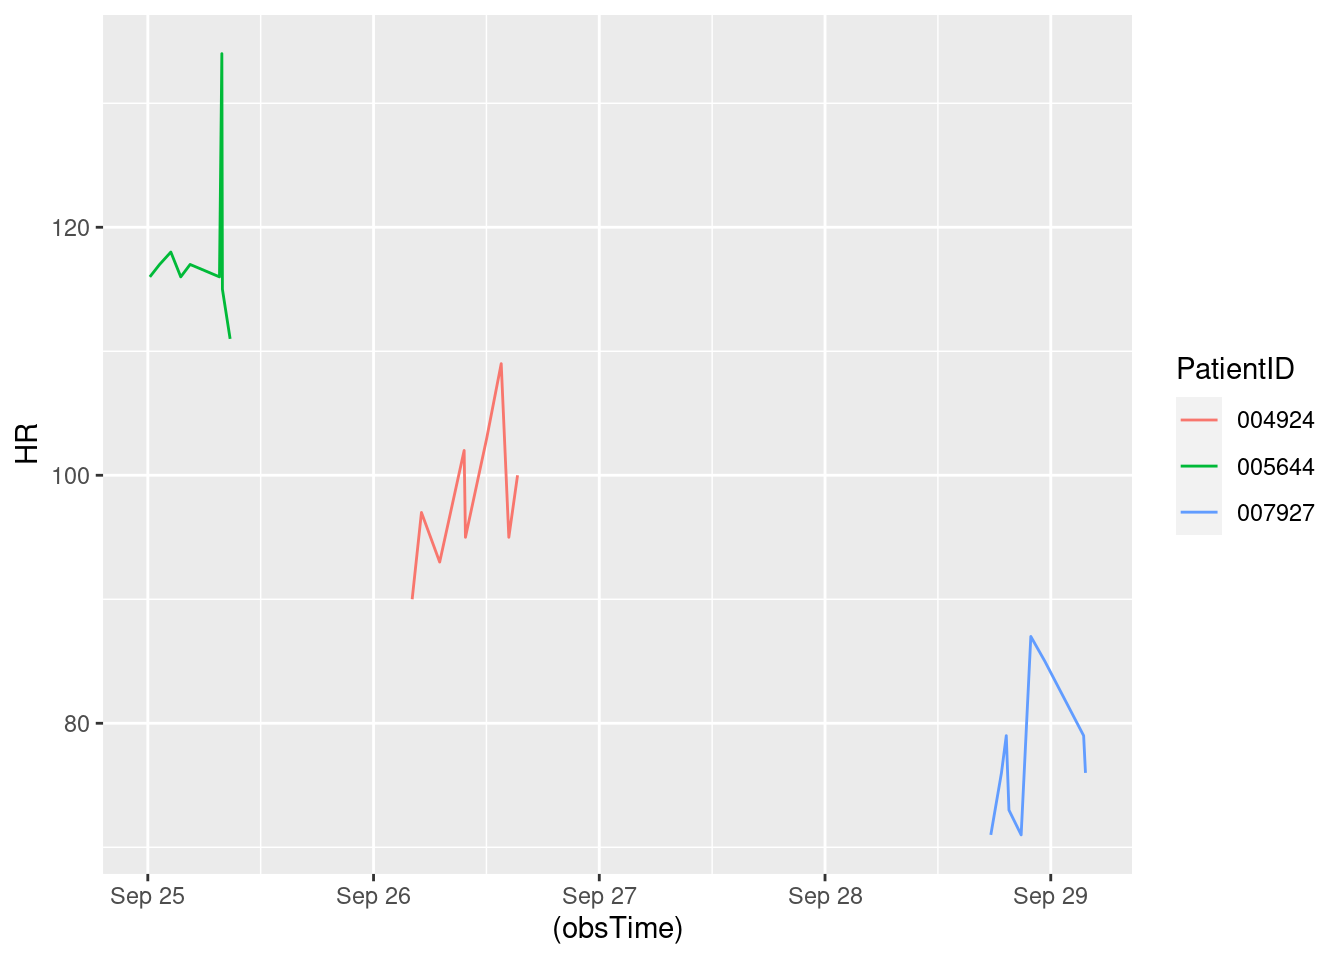 120
100
80
HR
Sep 25
Sep 26
Sep 27
Sep 28
Sep 29
(obsTime)
PatientID
004924
005644
007927